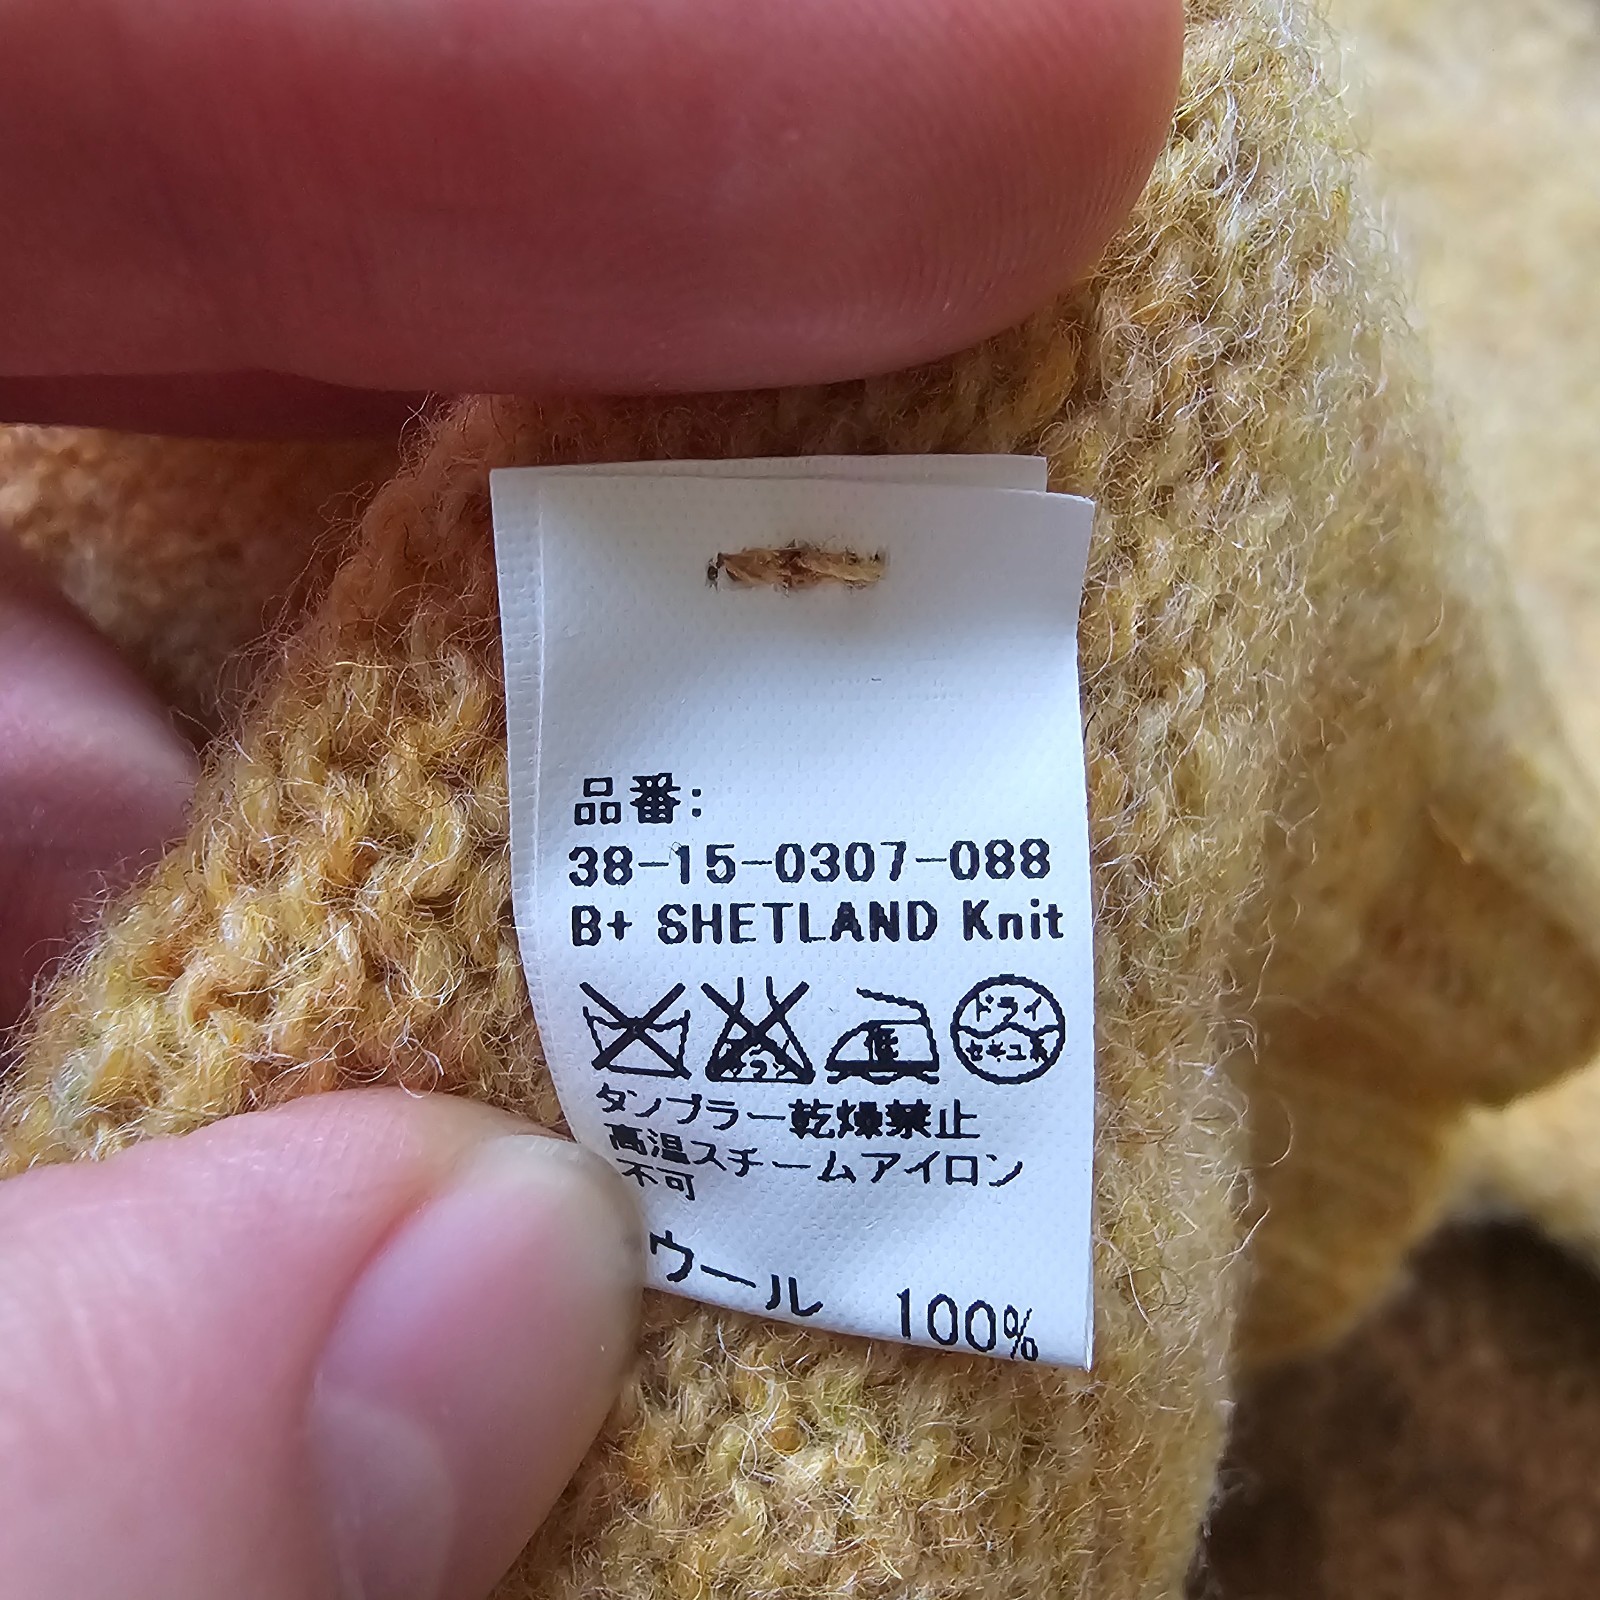 品番:
38-15-0307-088
B+ SHETLAND Knit
低
ドライ
セキユ系
タンブラー乾燥禁止
高温スチームアイロン
不可
ウール 100%